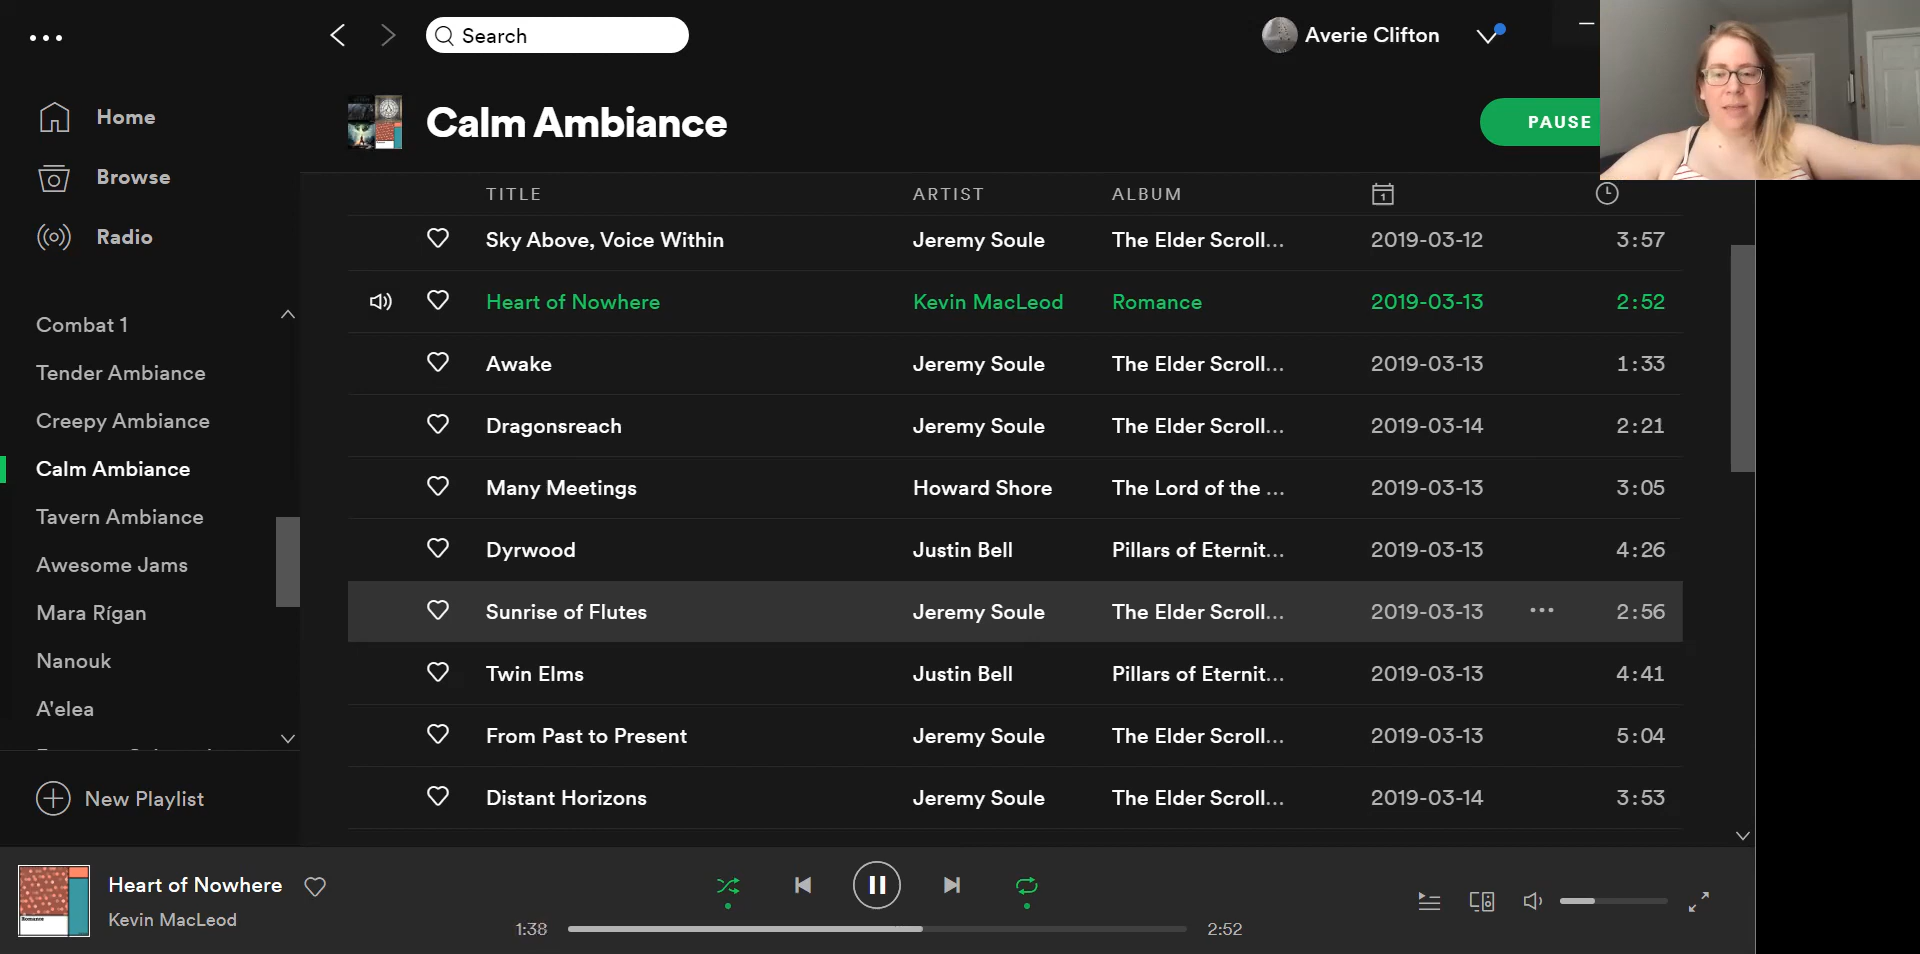 Search
Averie Clifton
Home
Browse
Radio
Combat 1
Tender Ambiance
Creepy Ambiance
Calm Ambiance
Tavern Ambiance
Awesome Jams
Mara Rígan
Nanouk
A'elea
New Playlist
Calm Ambiance
PAUSE
TITLE ARTIST ALBUM
Sky Above, Voice Within Jeremy Soule The Elder Scroll... 2019-03-12 3:57
Heart of Nowhere Kevin MacLeod Romance 2019-03-13 2:52
Awake Jeremy Soule The Elder Scroll... 2019-03-13 1:33
Dragonsreach Jeremy Soule The Elder Scroll... 2019-03-14 2:21
Many Meetings Howard Shore The Lord of the ... 2019-03-13 3:05
Dyrwood Justin Bell Pillars of Eternit... 2019-03-13 4:26
Sunrise of Flutes Jeremy Soule The Elder Scroll... 2019-03-13 ... 2:56
Twin Elms Justin Bell Pillars of Eternit... 2019-03-13 4:41
From Past to Present Jeremy Soule The Elder Scroll... 2019-03-13 5:04
Distant Horizons Jeremy Soule The Elder Scroll... 2019-03-14 3:53
Romance
Heart of Nowhere
Kevin MacLeod
1:38 2:52